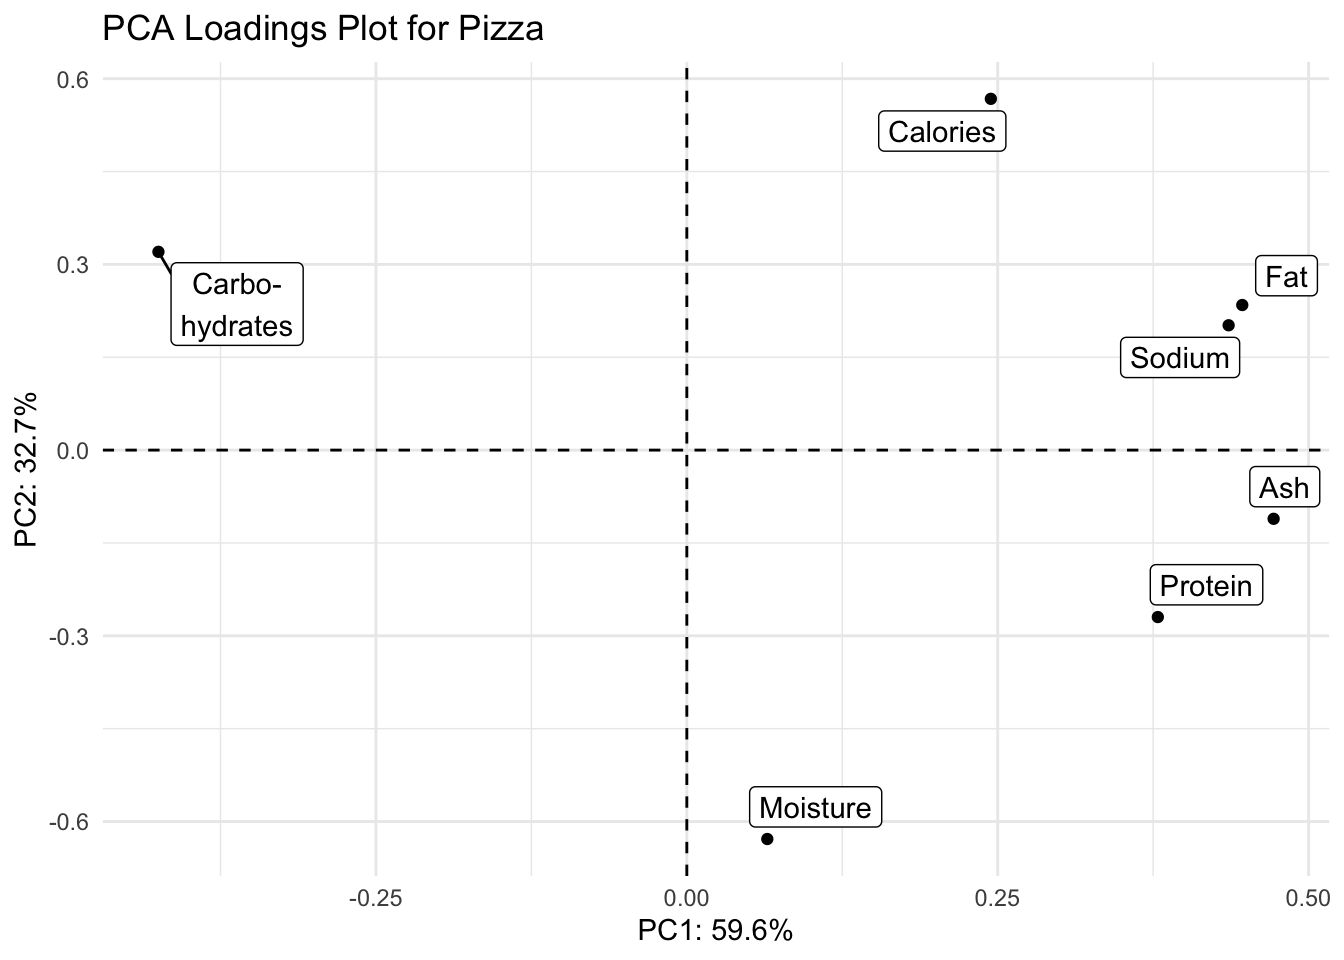 PCA Loadings Plot for Pizza
0.6
0.3
0.0
-0.3
-0.6
PC2: 32.7%
Calories
Carbo-
hydrates
Fat
Sodium
Ash
Protein
Moisture
-0.25
0.00
0.25
0.50
PC1: 59.6%